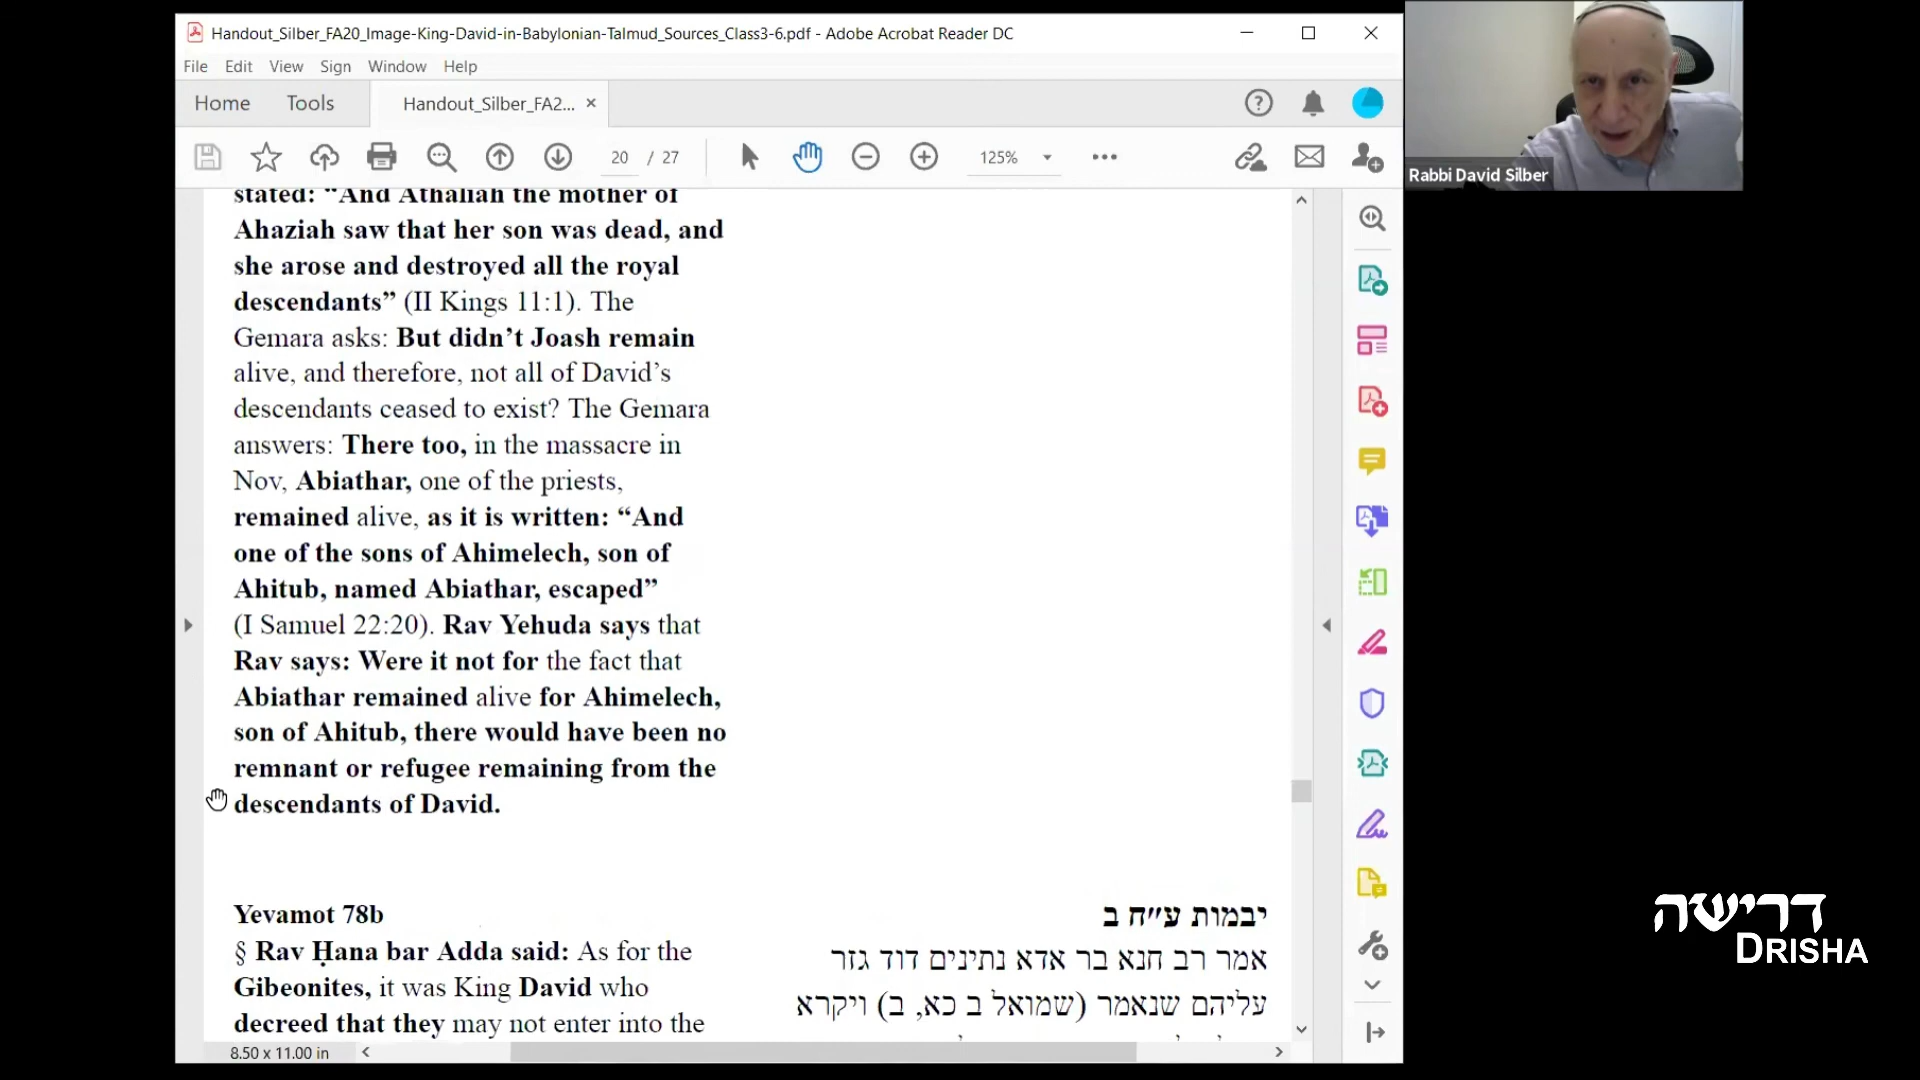 Handout_Silber_FA20_Image-King-David-in-Babylonian-Talmud_Sources_Class3-6.pdf - Adobe Acrobat Reader DC
File Edit View Sign Window Help
Home Tools Handout_Silber_FA2... ×
20 / 27 125%
Rabbi David Silber
stated: “And Athaliah the mother of
Ahaziah saw that her son was dead, and
she arose and destroyed all the royal
descendants” (II Kings 11:1). The
Gemara asks: But didn’t Joash remain
alive, and therefore, not all of David’s
descendants ceased to exist? The Gemara
answers: There too, in the massacre in
Nov, Abiathar, one of the priests,
remained alive, as it is written: “And
one of the sons of Ahimelech, son of
Ahitub, named Abiathar, escaped”
(I Samuel 22:20). Rav Yehuda says that
Rav says: Were it not for the fact that
Abiathar remained alive for Ahimelech,
son of Ahitub, there would have been no
remnant or refugee remaining from the
descendants of David.
Yevamot 78b
§ Rav Ḥana bar Adda said: As for the
Gibeonites, it was King David who
decreed that they may not enter into the
יבמות ע״ח ב
אמר רב חנא בר אדא נתינים דוד גזר
עליהם שנאמר (שמואל ב כא, ב) ויקרא
8.50 x 11.00 in
דרישה
DRISHA